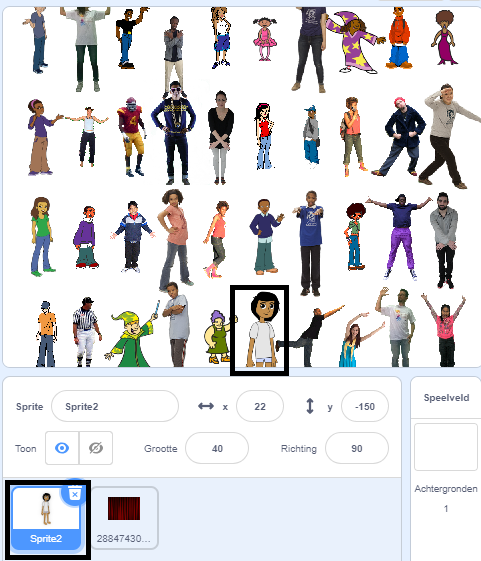 Sprite Sprite2 x 22 y -150
Toon Grootte 40 Richting 90
Speelveld
Achtergronden
1
Sprite2
28847430...